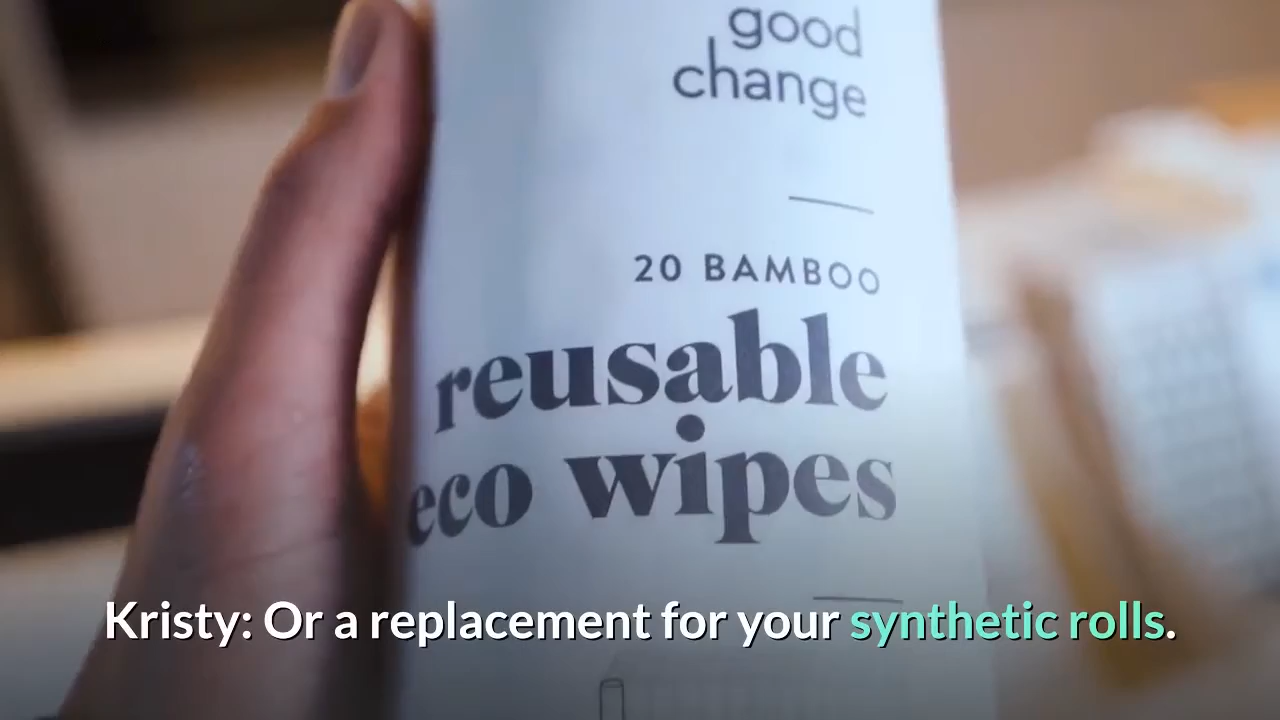 good
change
20 BAMBOO
reusable
eco wipes
Kristy: Or a replacement for your synthetic rolls.